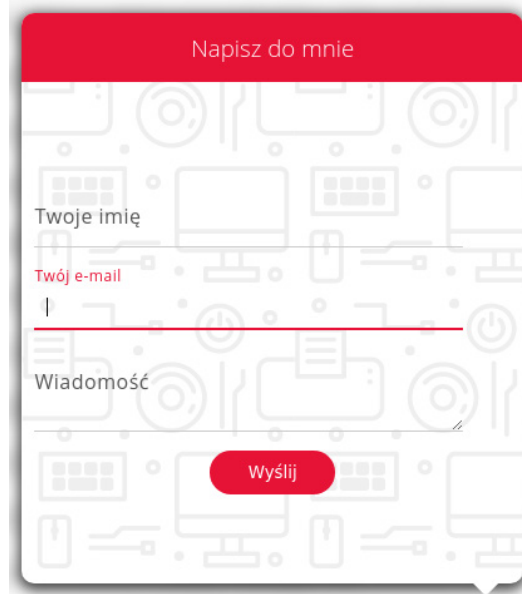 Napisz do mnie
Twoje imię
Twój e-mail
Wiadomość
Wyślij